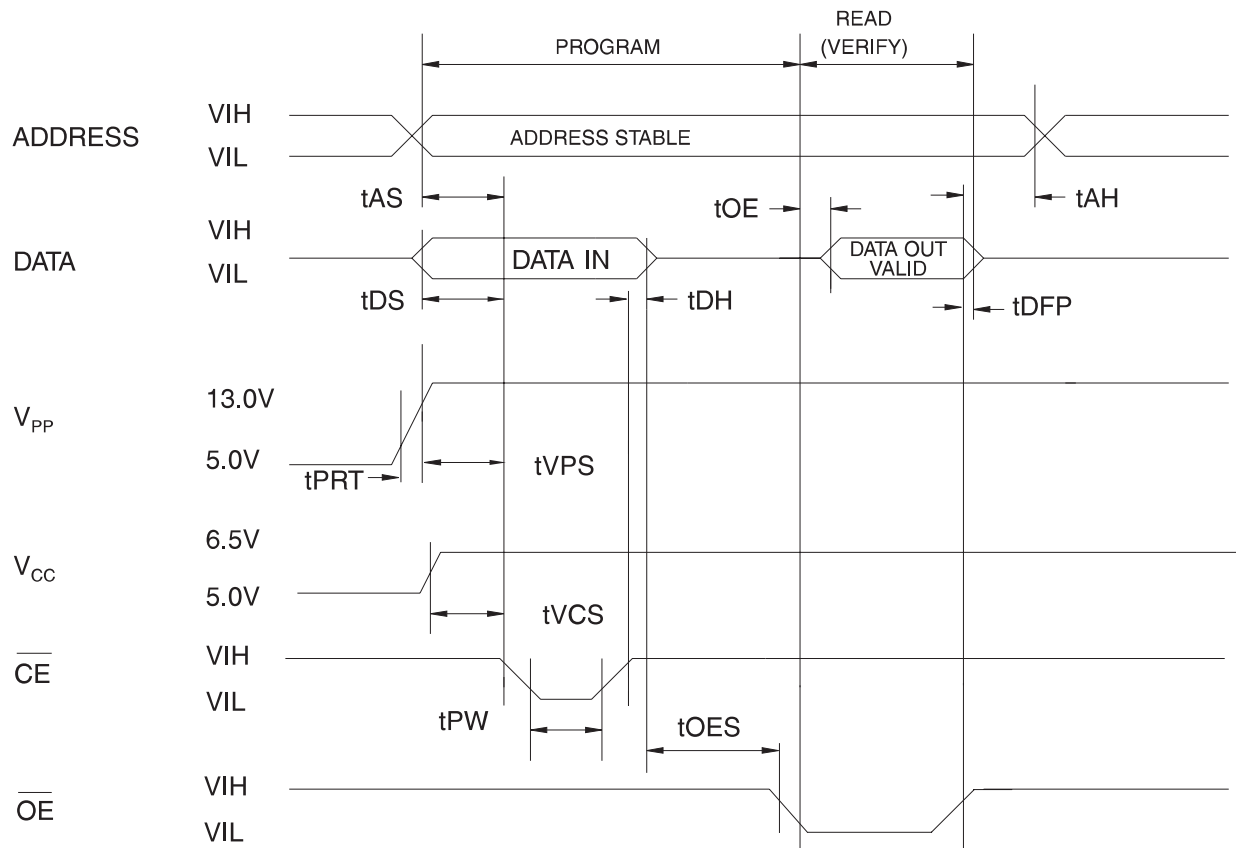 READ
PROGRAM
(VERIFY)
ADDRESS
VIH
VIL
ADDRESS STABLE
tAS
tOE
tAH
DATA
VIH
VIL
DATA IN
DATA OUT
VALID
tDS
tDH
tDFP
VPP
13.0V
5.0V
tPRT
tVPS
VCC
6.5V
5.0V
tVCS
CE
VIH
VIL
tPW
tOES
OE
VIH
VIL